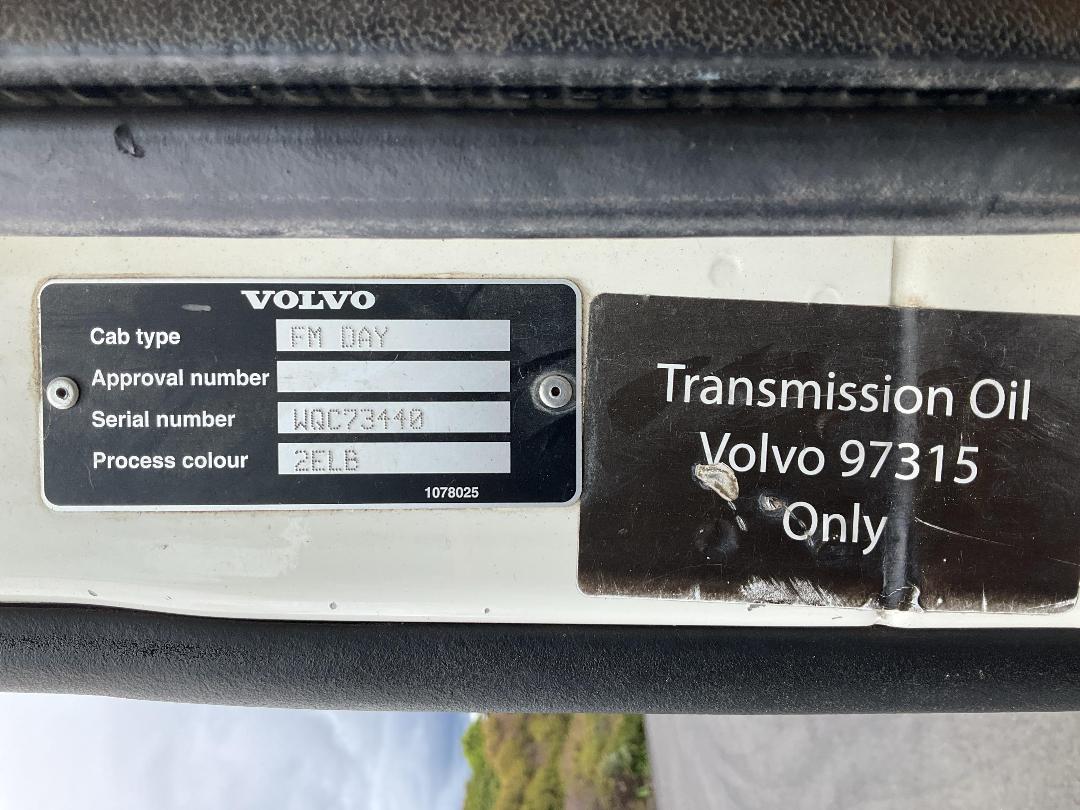 VOLVO
Cab type FM DAY
Approval number
Serial number WQC73440
Process colour 2ELB
1078025
Transmission Oil
Volvo 97315
Only